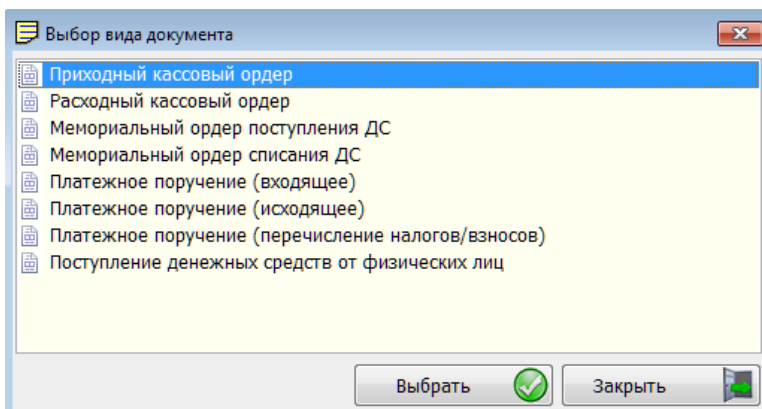 Выбор вида документа
Приходный кассовый ордер
Расходный кассовый ордер
Мемориальный ордер поступления ДС
Мемориальный ордер списания ДС
Платежное поручение (входящее)
Платежное поручение (исходящее)
Платежное поручение (перечисление налогов/взносов)
Поступление денежных средств от физических лиц
Выбрать
Закрыть